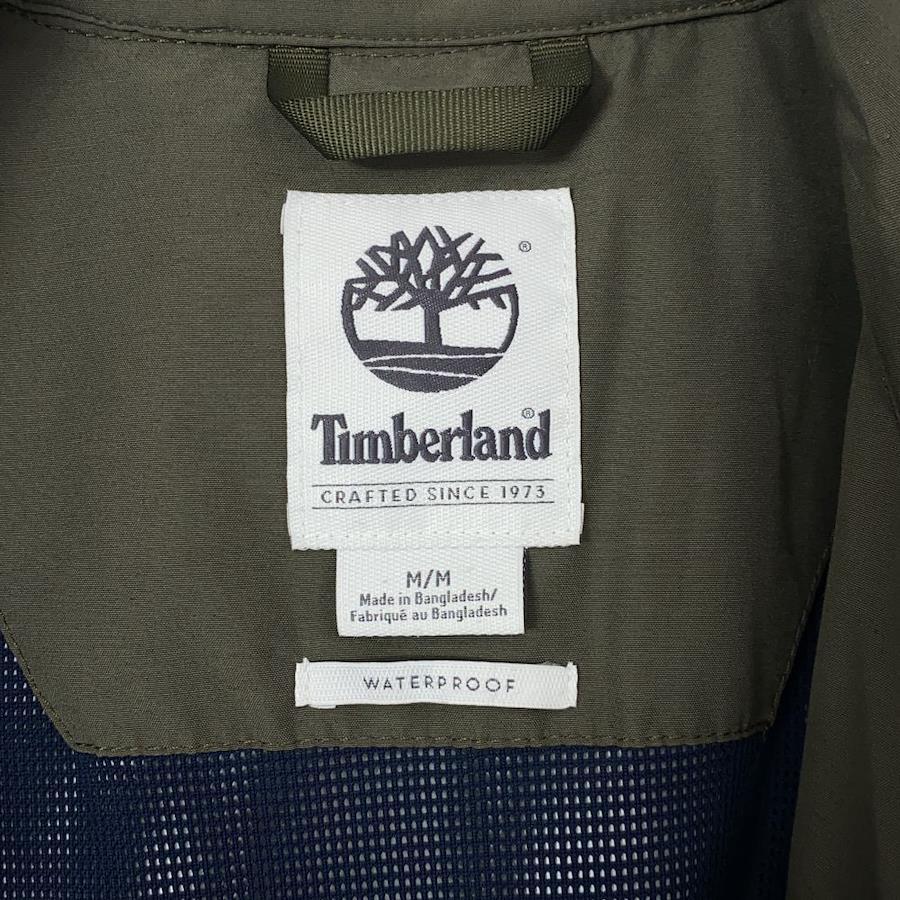 ®
Timberland®
CRAFTED SINCE 1973
M/M
Made in Bangladesh/
Fabriqué au Bangladesh
WATERPROOF